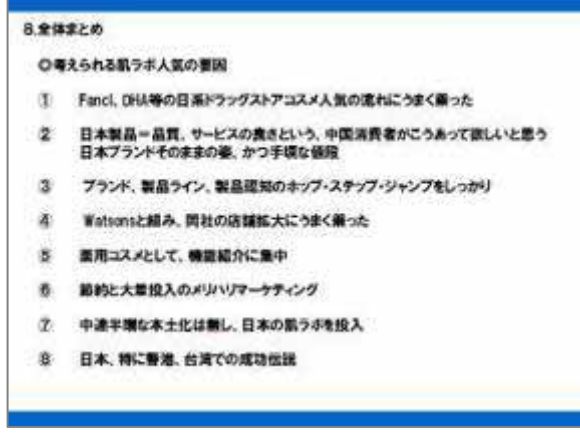 8.全体まとめ
◎考えられる肌ラボ人気の要因
① Fancl、DHA等の日系ドラッグストアコスメ人気の流れにうまく乗った
② 日本製品=品質、サービスの良さという、中国消費者がこうあって欲しいと思う
日本ブランドそのままの姿、かつ手頃な値段
③ ブランド、製品ライン、製品認知のホップ・ステップ・ジャンプをしっかり
④ Watsonsと組み、同社の店舗拡大にうまく乗った
⑤ 薬用コスメとして、機能紹介に集中
⑥ 節約と大量投入のメリハリマーケティング
⑦ 中途半端な本土化は無し、日本の肌ラボを投入
⑧ 日本、特に香港、台湾での成功伝説